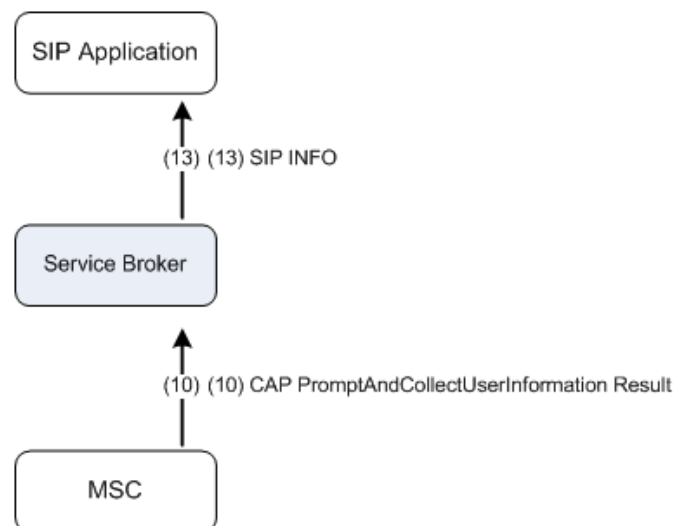 SIP Application
(13) (13) SIP INFO
Service Broker
(10) (10) CAP PromptAndCollectUserInformation Result
MSC